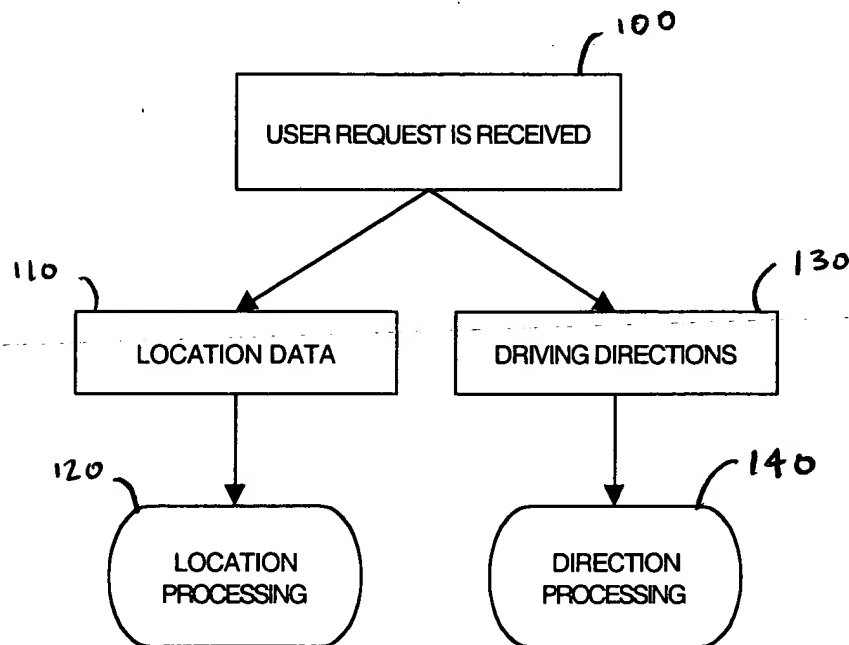 100
USER REQUEST IS RECEIVED
110
130
LOCATION DATA
DRIVING DIRECTIONS
120
140
LOCATION
PROCESSING
DIRECTION
PROCESSING